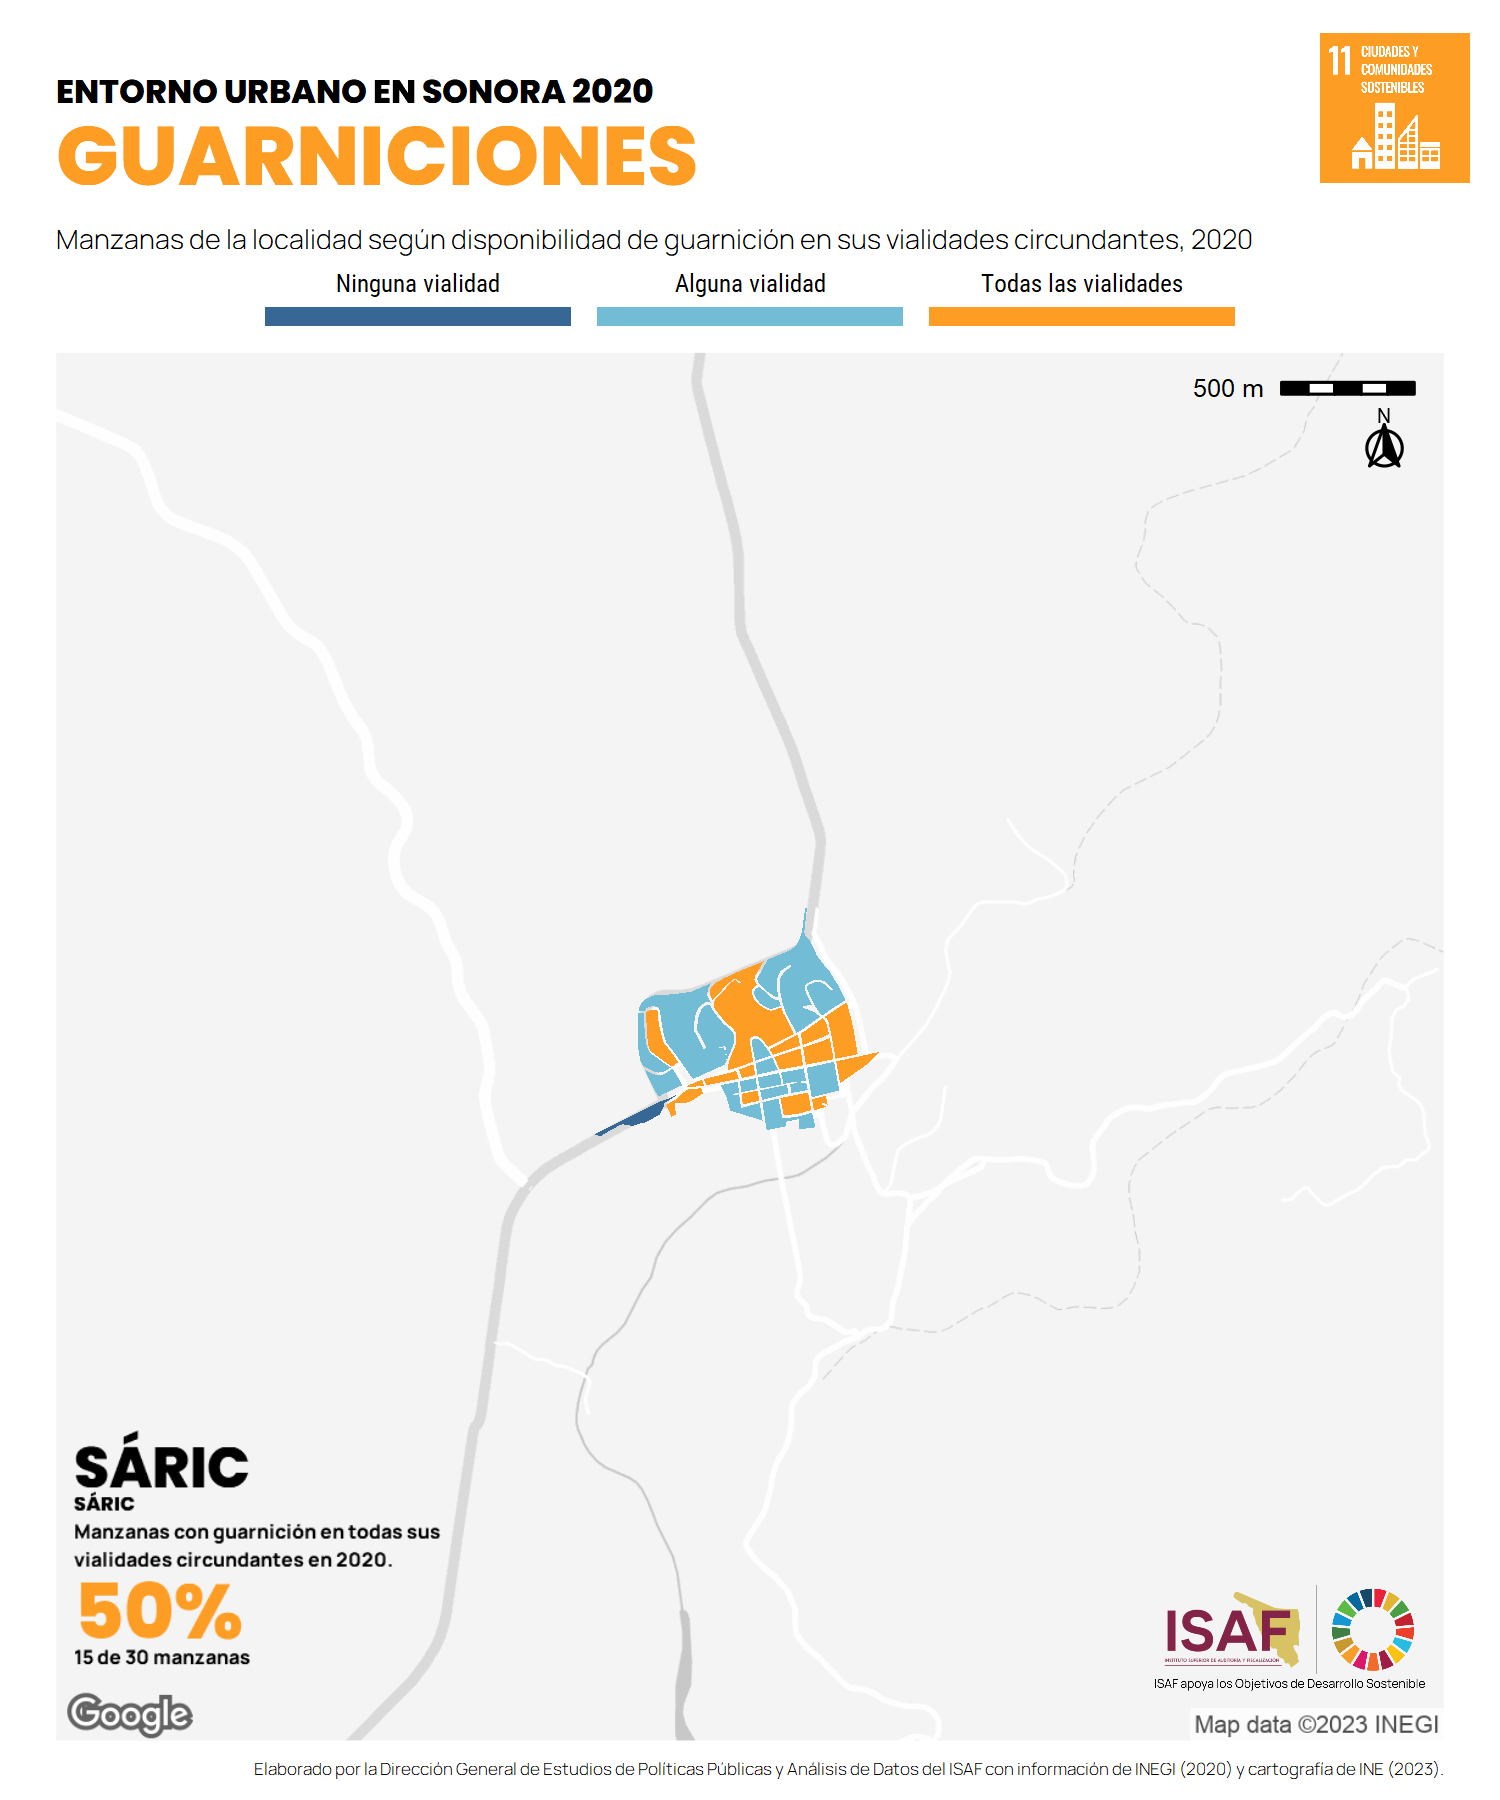 ENTORNO URBANO EN SONORA 2020
GUARNICIONES
11 CIUDADES Y
COMUNIDADES
SOSTENIBLES
Manzanas de la localidad según disponibilidad de guarnición en sus vialidades circundantes, 2020
Ninguna vialidad
Alguna vialidad
Todas las vialidades
500 m
N
SÁRIC
SÁRIC
Manzanas con guarnición en todas sus
vialidades circundantes en 2020.
50%
15 de 30 manzanas
Google
ISAF
INSTITUTO SUPERIOR DE AUDITORÍA Y FISCALIZACIÓN
ISAF apoya los Objetivos de Desarrollo Sostenible
Map data ©2023 INEGI
Elaborado por la Dirección General de Estudios de Políticas Públicas y Análisis de Datos del ISAF con información de INEGI (2020) y cartografía de INE (2023).